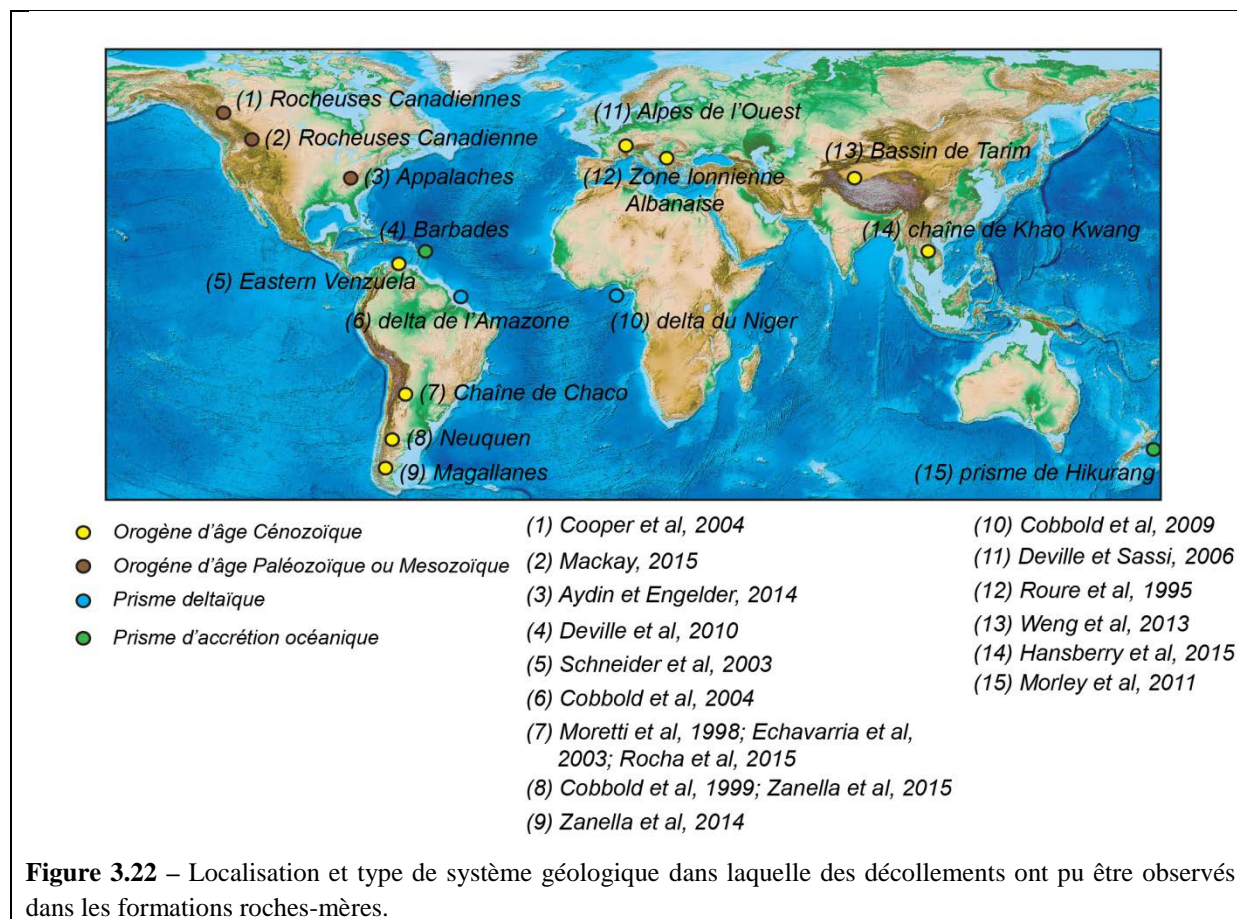 (1) Rocheuses Canadiennes
(2) Rocheuses Canadienne
(3) Appalaches
(4) Barbades
(5) Eastern Venzuela
(6) delta de l'Amazone
(7) Chaîne de Chaco
(8) Neuquen
(9) Magallanes
(10) delta du Niger
(11) Alpes de l'Ouest
(12) Zone Ionnienne
Albanaise
(13) Bassin de Tarim
(14) chaîne de Khao Kwang
(15) prisme de Hikurang
Orogène d'âge Cénozoïque
Orogéne d'âge Paléozoïque ou Mesozoïque
Prisme deltaïque
Prisme d'accrétion océanique
(1) Cooper et al, 2004
(2) Mackay, 2015
(3) Aydin et Engelder, 2014
(4) Deville et al, 2010
(5) Schneider et al, 2003
(6) Cobbold et al, 2004
(7) Moretti et al, 1998; Echavarria et al,
2003; Rocha et al, 2015
(8) Cobbold et al, 1999; Zanella et al, 2015
(9) Zanella et al, 2014
(10) Cobbold et al, 2009
(11) Deville et Sassi, 2006
(12) Roure et al, 1995
(13) Weng et al, 2013
(14) Hansberry et al, 2015
(15) Morley et al, 2011
Figure 3.22 – Localisation et type de système géologique dans laquelle des décollements ont pu être observés
dans les formations roches-mères.